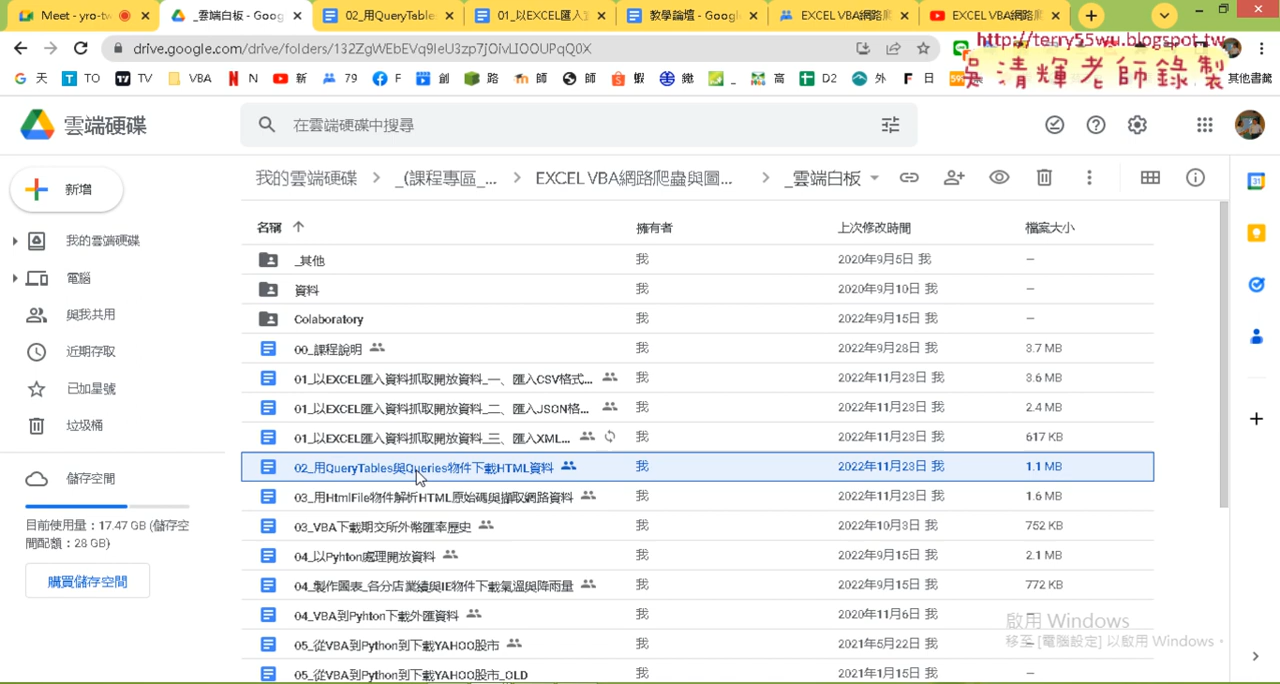 Meet - yro-tw
_雲端白板 - Goog
02_用QueryTable
01_以EXCEL匯入
教學論壇 - Goog
EXCEL VBA網路爬
EXCEL VBA網路爬
drive.google.com/drive/folders/132ZgWEbEVq9IeU3zp7jOivLIOOUPqQ0X
http://terry55wu.blogspot.tw
吳清輝老師錄製
天
TO
TV
VBA
N
新
79
F
創
路
師
師
蝦
鐵
_
高
D2
外
日
其他書籤
雲端硬碟
在雲端硬碟中搜尋
新增
我的雲端硬碟 > _(課程專區_... > EXCEL VBA網路爬蟲與圖... > _雲端白板
名稱 擁有者 上次修改時間 檔案大小
我的雲端硬碟
電腦
與我共用
近期存取
已加星號
垃圾桶
儲存空間
目前使用量：17.47 GB (儲存空
間配額：28 GB)
購買儲存空間
_其他 我 2020年9月5日 我 –
資料 我 2020年9月10日 我 –
Colaboratory 我 2022年9月15日 我 –
00_課程說明 我 2022年9月28日 我 3.7 MB
01_以EXCEL匯入資料抓取開放資料_一、匯入CSV格式... 我 2022年11月23日 我 3.6 MB
01_以EXCEL匯入資料抓取開放資料_二、匯入JSON格... 我 2022年11月23日 我 2.4 MB
01_以EXCEL匯入資料抓取開放資料_三、匯入XML... 我 2022年11月23日 我 617 KB
02_用QueryTables與Queries物件下載HTML資料 我 2022年11月23日 我 1.1 MB
03_用HtmlFile物件解析HTML原始碼與擷取網路資料 我 2022年11月23日 我 1.6 MB
03_VBA下載期交所外幣匯率歷史 我 2022年10月3日 我 752 KB
04_以Pyhton處理開放資料 我 2022年9月15日 我 2.1 MB
04_製作圖表_各分店業績與IE物件下載氣溫與降雨量 我 2022年9月15日 我 772 KB
04_VBA到Pyhton下載外匯資料 我 2020年11月6日 我 –
05_從VBA到Python到下載YAHOO股市 我 2021年5月22日 我 –
05_從VBA到Python到下載YAHOO股市_OLD 我 2021年1月15日 我 –
啟用 Windows
移至 [電腦設定] 以啟用 Windows。